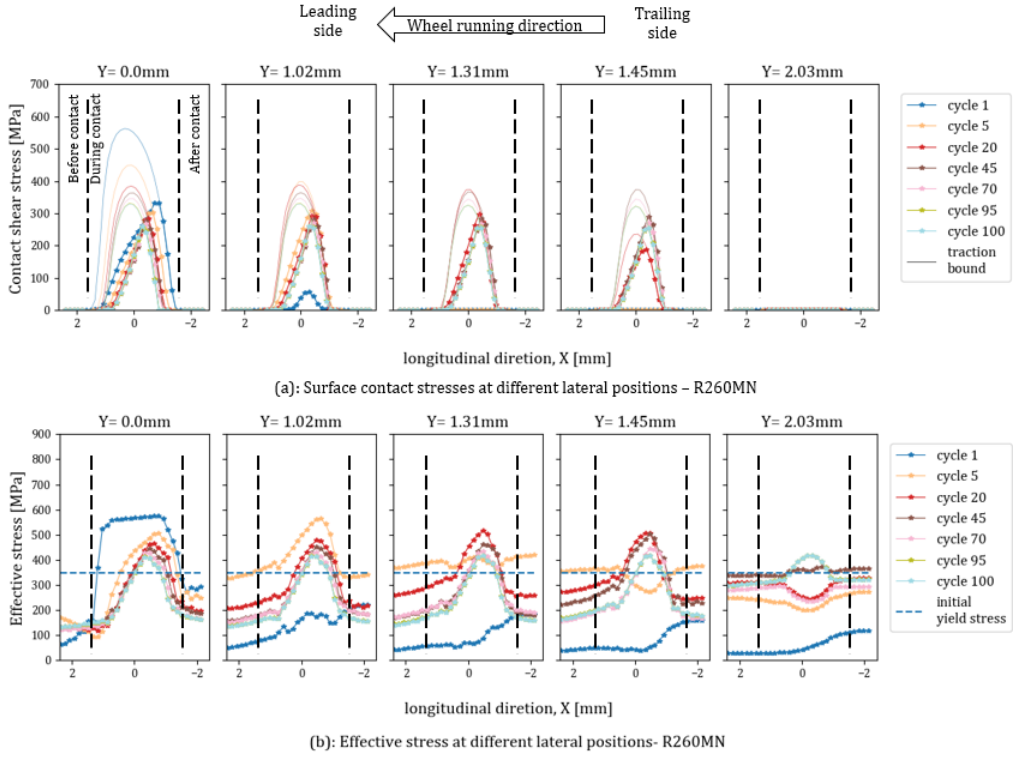 Leading
side
Wheel running direction
Trailing
side
Y= 0.0mm
Y= 1.02mm
Y= 1.31mm
Y= 1.45mm
Y= 2.03mm
Contact shear stress [MPa]
700
600
500
400
300
200
100
0
Before contact
During contact
After contact
2 0 −2
2 0 −2
2 0 −2
2 0 −2
2 0 −2
cycle 1
cycle 5
cycle 20
cycle 45
cycle 70
cycle 95
cycle 100
traction
bound
longitudinal diretion, X [mm]
(a): Surface contact stresses at different lateral positions – R260MN
Y= 0.0mm
Y= 1.02mm
Y= 1.31mm
Y= 1.45mm
Y= 2.03mm
Effective stress [MPa]
900
800
700
600
500
400
300
200
100
0
2 0 −2
2 0 −2
2 0 −2
2 0 −2
2 0 −2
cycle 1
cycle 5
cycle 20
cycle 45
cycle 70
cycle 95
cycle 100
initial
yield stress
longitudinal diretion, X [mm]
(b): Effective stress at different lateral positions- R260MN